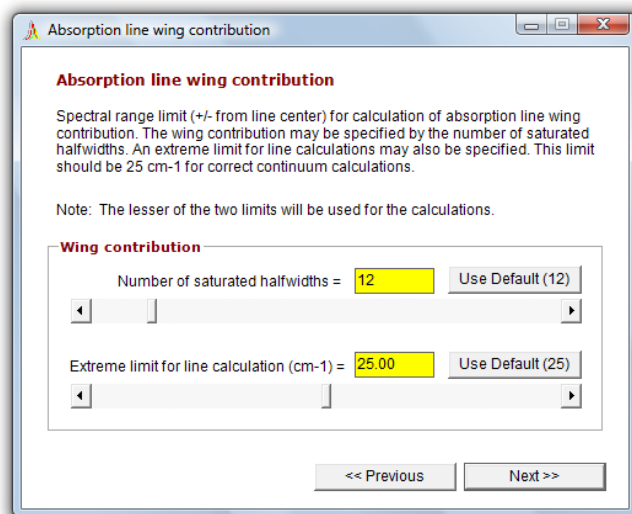 Absorption line wing contribution
Absorption line wing contribution
Spectral range limit (+/- from line center) for calculation of absorption line wing
contribution. The wing contribution may be specified by the number of saturated
halfwidths. An extreme limit for line calculations may also be specified. This limit
should be 25 cm-1 for correct continuum calculations.
Note: The lesser of the two limits will be used for the calculations.
Wing contribution
Number of saturated halfwidths = 12 Use Default (12)
Extreme limit for line calculation (cm-1) = 25.00 Use Default (25)
<< Previous Next >>